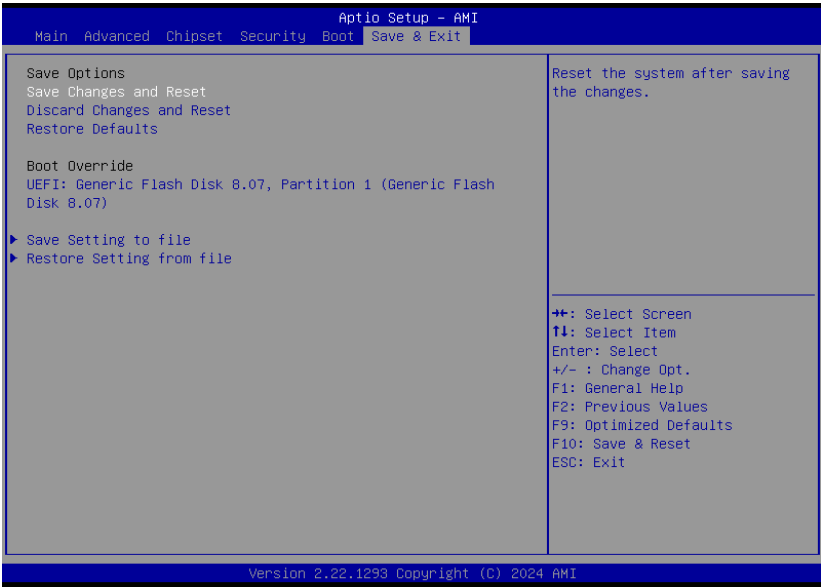 Aptio Setup - AMI
Main Advanced Chipset Security Boot Save & Exit
Save Options
Save Changes and Reset
Discard Changes and Reset
Restore Defaults
Boot Override
UEFI: Generic Flash Disk 8.07, Partition 1 (Generic Flash
Disk 8.07)
Save Setting to file
Restore Setting from file
Reset the system after saving
the changes.
→←: Select Screen
↑↓: Select Item
Enter: Select
+/- : Change Opt.
F1: General Help
F2: Previous Values
F9: Optimized Defaults
F10: Save & Reset
ESC: Exit
Version 2.22.1293 Copyright (C) 2024 AMI